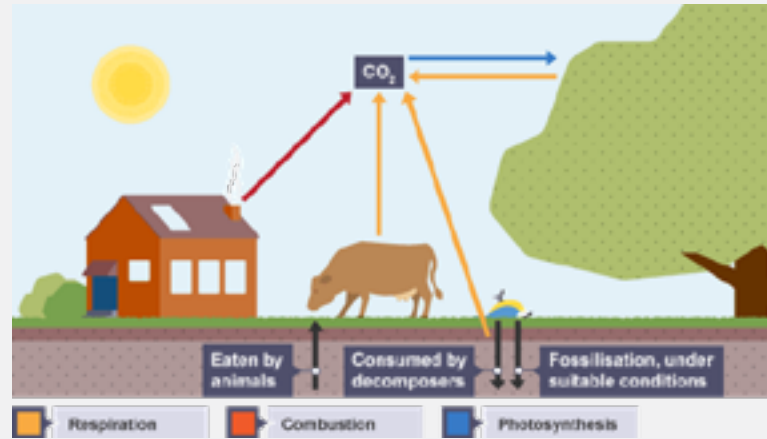 CO₂
Eaten by
animals
Consumed by
decomposers
Fossilisation, under
suitable conditions
Respiration
Combustion
Photosynthesis